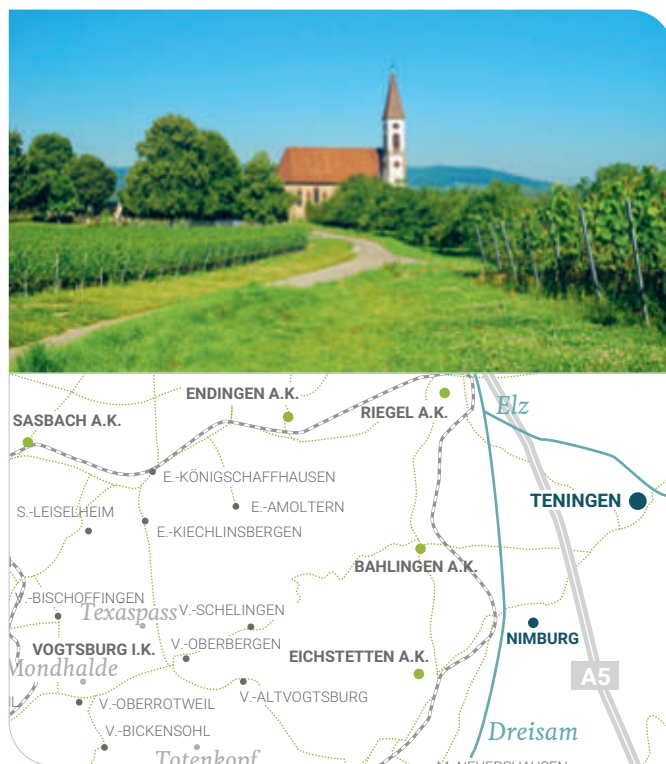 ENDINGEN A.K.
Elz
RIEGEL A.K.
SASBACH A.K.
E.-KÖNIGSCHAFFHAUSEN
TENINGEN
S.-LEISELHEIM
E.-AMOLTERN
E.-KIECHLINSBERGEN
BAHLINGEN A.K.
V.-BISCHOFFINGEN
Texaspass
V.-SCHELINGEN
NIMBURG
V.-OBERBERGEN
VOGTSBURG I.K.
EICHSTETTEN A.K.
Mondhalde
A5
V.-ALTVOGTSBURG
V.-OBERROTWEIL
V.-BICKENSOHL
Dreisam
Totenkopf